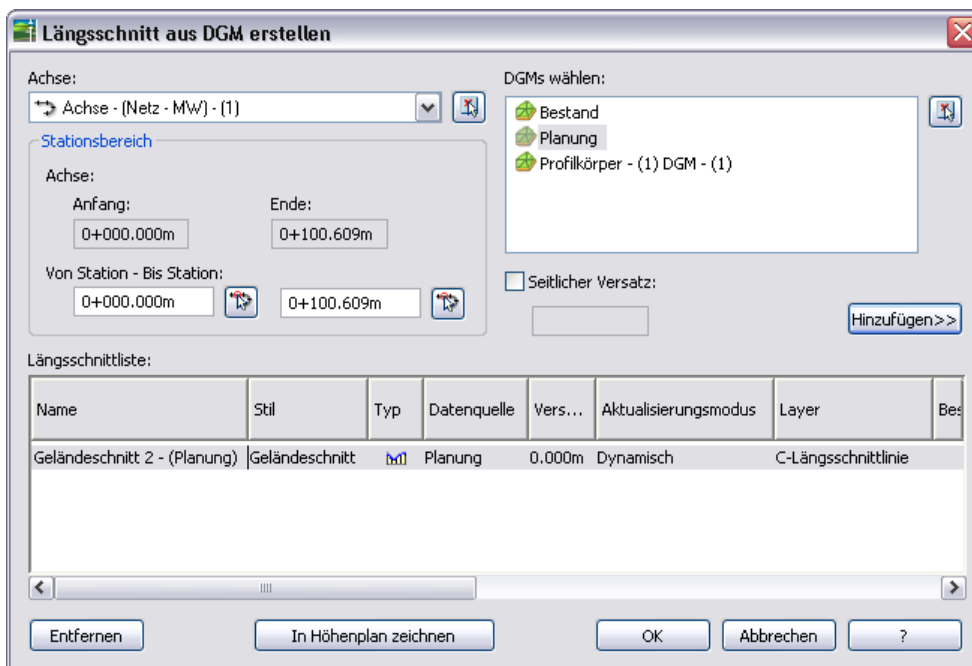 Längsschnitt aus DGM erstellen
Achse:
Achse - (Netz - MW) - (1)
Stationsbereich
Achse:
Anfang: Ende:
0+000.000m 0+100.609m
Von Station - Bis Station:
0+000.000m 0+100.609m
DGMs wählen:
Bestand
Planung
Profilkörper - (1) DGM - (1)
Seitlicher Versatz:
Hinzufügen>>
Längsschnittliste:
Name Stil Typ Datenquelle Vers... Aktualisierungsmodus Layer Bes
Geländeschnitt 2 - (Planung) Geländeschnitt Planung 0.000m Dynamisch C-Längsschnittlinie
Entfernen In Höhenplan zeichnen OK Abbrechen ?